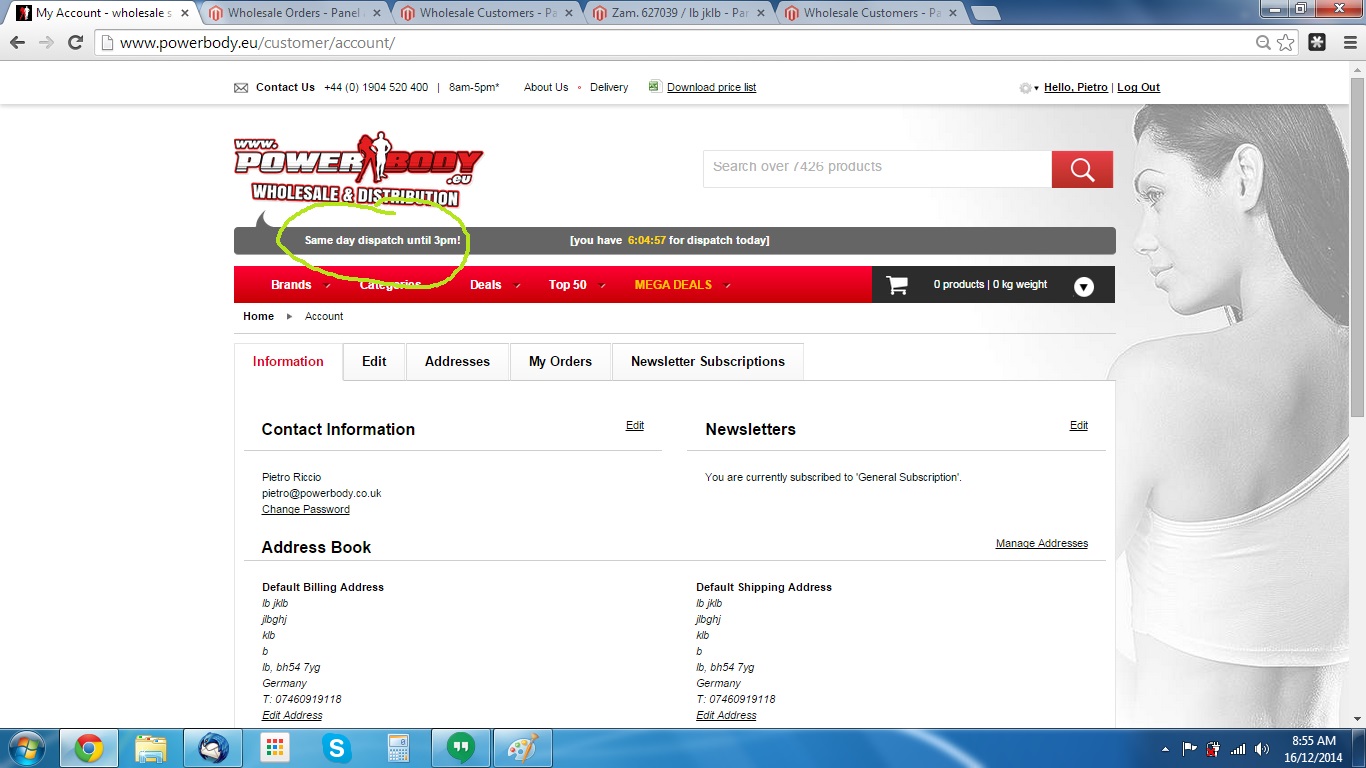 My Account - wholesale s
Wholesale Orders - Panel
Wholesale Customers - Pa
Zam. 627039 / lb jklb - Pan
Wholesale Customers - Pa
www.powerbody.eu/customer/account/
Contact Us +44 (0) 1904 520 400 | 8am-5pm* About Us • Delivery Download price list Hello, Pietro | Log Out
www.
POWER BODY
.eu
WHOLESALE & DISTRIBUTION
Search over 7426 products
Same day dispatch until 3pm! [you have 6:04:57 for dispatch today]
Brands Categories Deals Top 50 MEGA DEALS 0 products | 0 kg weight
Home Account
Information Edit Addresses My Orders Newsletter Subscriptions
Contact Information Edit
Pietro Riccio
pietro@powerbody.co.uk
Change Password
Newsletters Edit
You are currently subscribed to 'General Subscription'.
Address Book Manage Addresses
Default Billing Address
lb jklb
jlbghj
klb
b
lb, bh54 7yg
Germany
T: 07460919118
Edit Address
Default Shipping Address
lb jklb
jlbghj
klb
b
lb, bh54 7yg
Germany
T: 07460919118
Edit Address
8:55 AM
16/12/2014